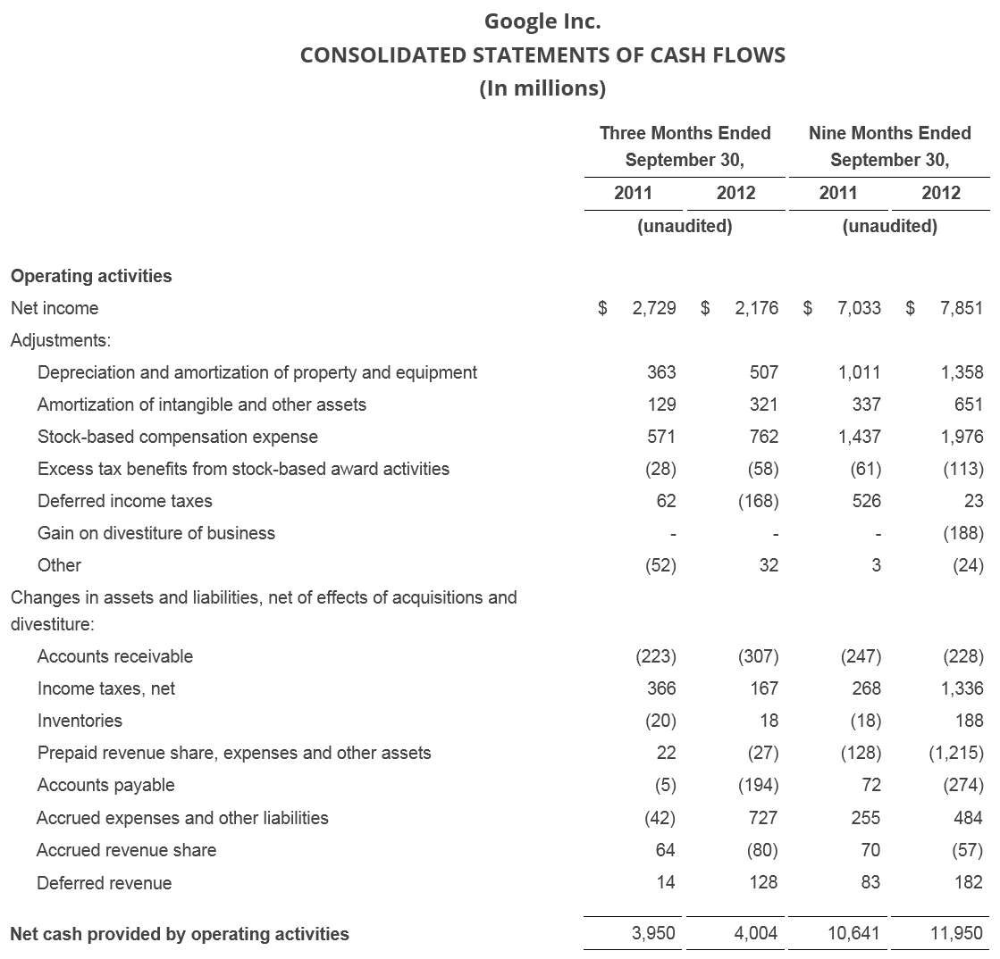 Google Inc.
CONSOLIDATED STATEMENTS OF CASH FLOWS
(In millions)
Three Months Ended Nine Months Ended
September 30, September 30,
2011 2012 2011 2012
(unaudited) (unaudited)
Operating activities
Net income $ 2,729 $ 2,176 $ 7,033 $ 7,851
Adjustments:
Depreciation and amortization of property and equipment 363 507 1,011 1,358
Amortization of intangible and other assets 129 321 337 651
Stock-based compensation expense 571 762 1,437 1,976
Excess tax benefits from stock-based award activities (28) (58) (61) (113)
Deferred income taxes 62 (168) 526 23
Gain on divestiture of business - - - (188)
Other (52) 32 3 (24)
Changes in assets and liabilities, net of effects of acquisitions and
divestiture:
Accounts receivable (223) (307) (247) (228)
Income taxes, net 366 167 268 1,336
Inventories (20) 18 (18) 188
Prepaid revenue share, expenses and other assets 22 (27) (128) (1,215)
Accounts payable (5) (194) 72 (274)
Accrued expenses and other liabilities (42) 727 255 484
Accrued revenue share 64 (80) 70 (57)
Deferred revenue 14 128 83 182
Net cash provided by operating activities 3,950 4,004 10,641 11,950